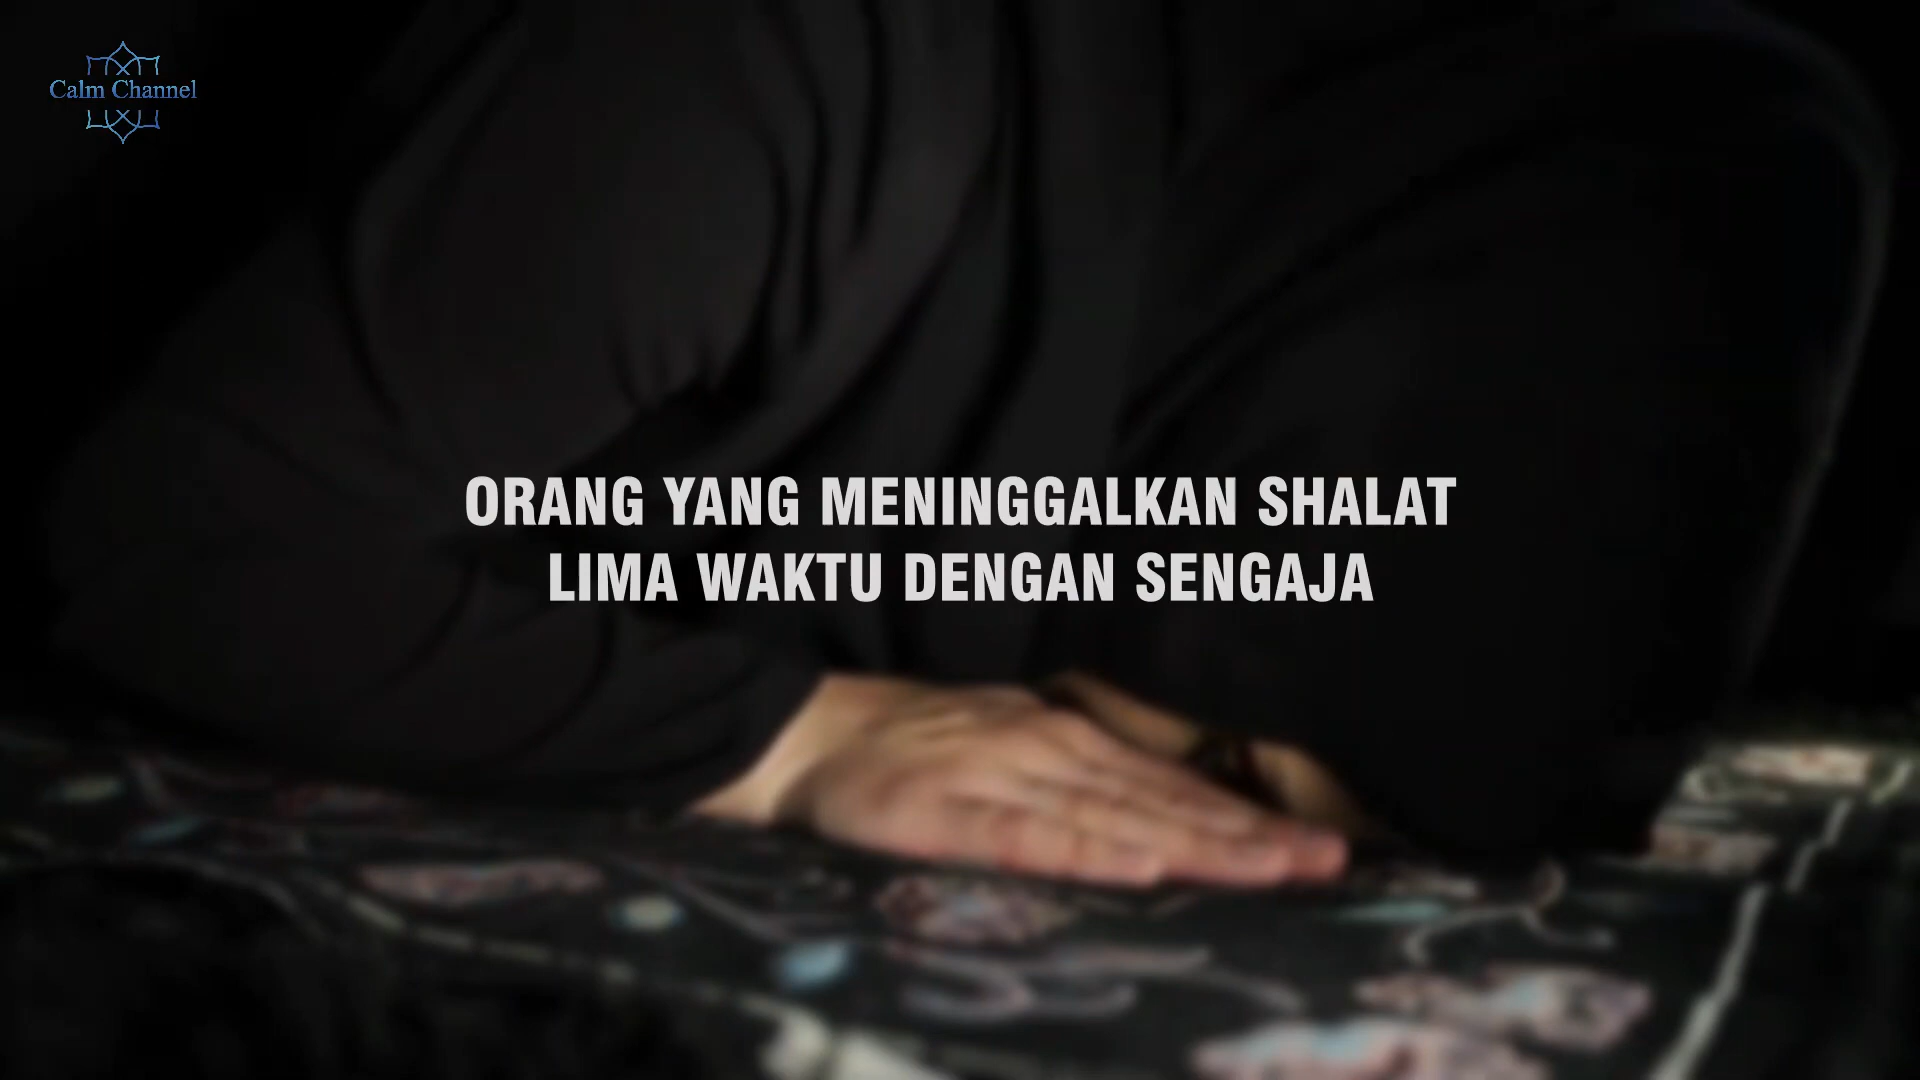 Calm Channel
ORANG YANG MENINGGALKAN SHALAT
LIMA WAKTU DENGAN SENGAJA